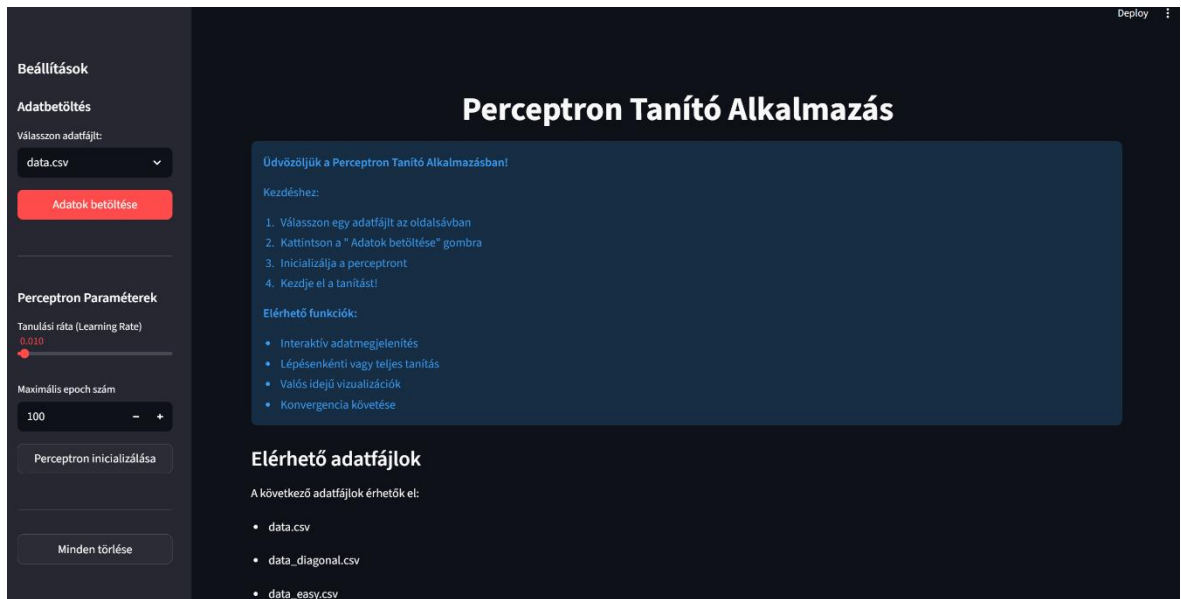 Deploy
Beállítások
Adatbetöltés
Válasszon adatfájlt:
data.csv
Adatok betöltése
Perceptron Paraméterek
Tanulási ráta (Learning Rate)
0.010
Maximális epoch szám
100
Perceptron inicializálása
Minden törlése
Perceptron Tanító Alkalmazás
Üdvözöljük a Perceptron Tanító Alkalmazásban!
Kezdéshez:
1. Válasszon egy adatfájlt az oldalsávban
2. Kattintson a " Adatok betöltése" gombra
3. Inicializálja a perceptront
4. Kezdje el a tanítást!
Elérhető funkciók:
• Interaktív adatmegjelenítés
• Lépésenkénti vagy teljes tanítás
• Valós idejű vizualizációk
• Konvergencia követése
Elérhető adatfájlok
A következő adatfájlok érhetők el:
• data.csv
• data_diagonal.csv
• data_easy.csv